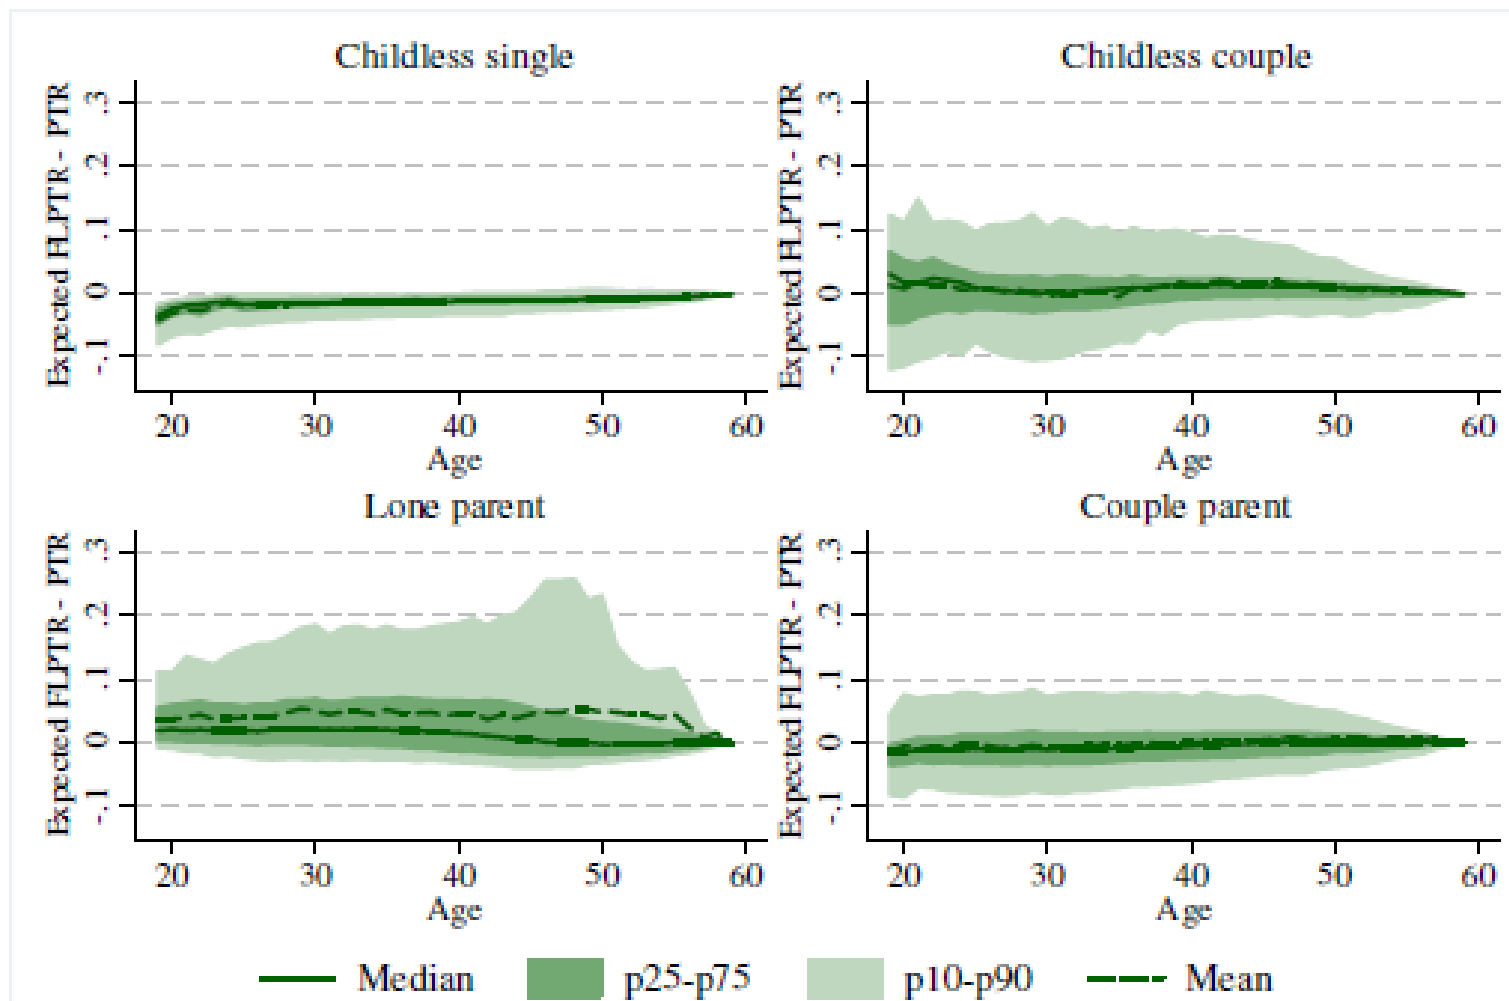 Childless single
Expected FLPTR - PTR
.3
.2
.1
0
-.1
20 30 40 50 60
Age
Childless couple
Expected FLPTR - PTR
.3
.2
.1
0
-.1
20 30 40 50 60
Age
Lone parent
Expected FLPTR - PTR
.3
.2
.1
0
-.1
20 30 40 50 60
Age
Couple parent
Expected FLPTR - PTR
.3
.2
.1
0
-.1
20 30 40 50 60
Age
Median p25-p75 p10-p90 Mean